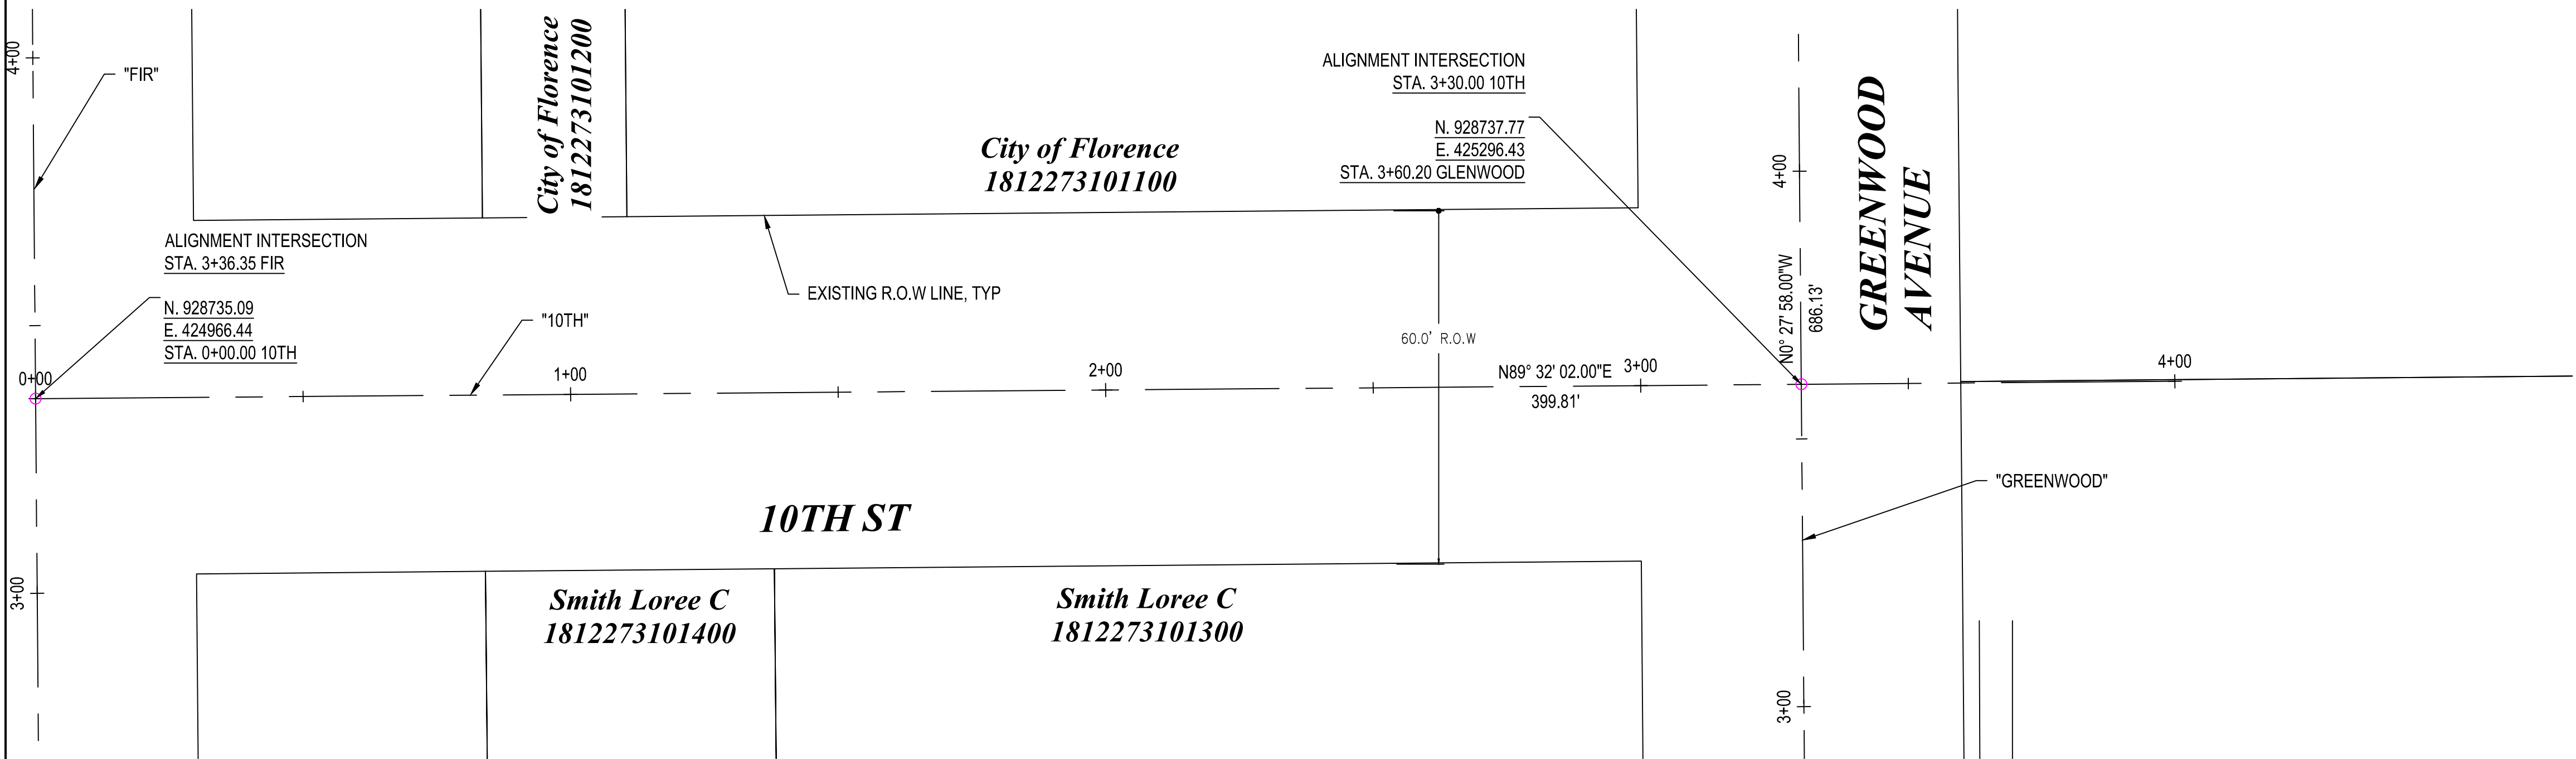 4+00
"FIR"
City of Florence
1812273101200
City of Florence
1812273101100
ALIGNMENT INTERSECTION
STA. 3+30.00 10TH
N. 928737.77
E. 425296.43
STA. 3+60.20 GLENWOOD
4+00
GREENWOOD
AVENUE
ALIGNMENT INTERSECTION
STA. 3+36.35 FIR
N. 928735.09
E. 424966.44
STA. 0+00.00 10TH
EXISTING R.O.W LINE, TYP
"10TH"
60.0' R.O.W
N0° 27' 58.00"W
686.13'
0+00
1+00
2+00
N89° 32' 02.00"E
399.81'
3+00
4+00
"GREENWOOD"
10TH ST
3+00
Smith Loree C
1812273101400
Smith Loree C
1812273101300
3+00